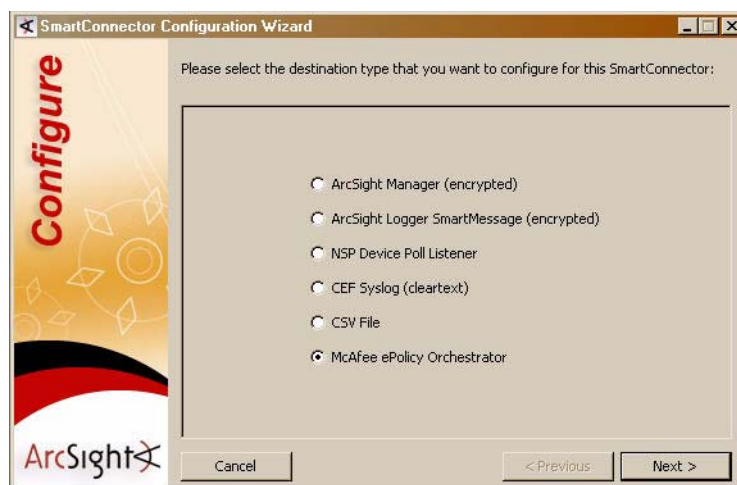 SmartConnector Configuration Wizard
Configure
Please select the destination type that you want to configure for this SmartConnector:
ArcSight Manager (encrypted)
ArcSight Logger SmartMessage (encrypted)
NSP Device Poll Listener
CEF Syslog (cleartext)
CSV File
McAfee ePolicy Orchestrator
ArcSight
Cancel
< Previous
Next >